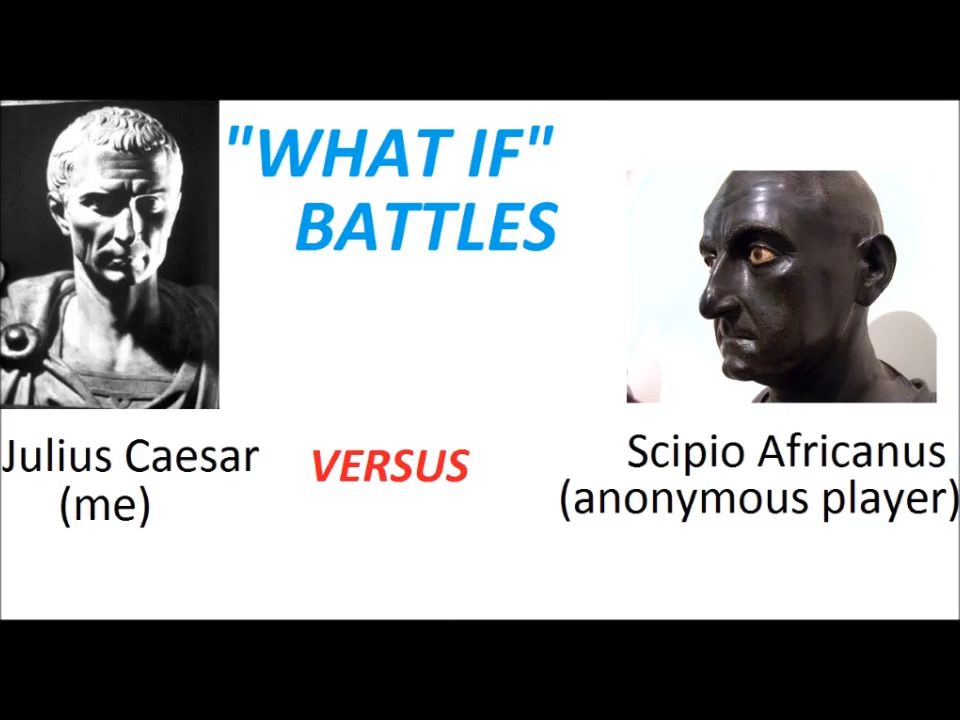 "WHAT IF"
BATTLES
Julius Caesar
(me)
VERSUS
Scipio Africanus
(anonymous player)